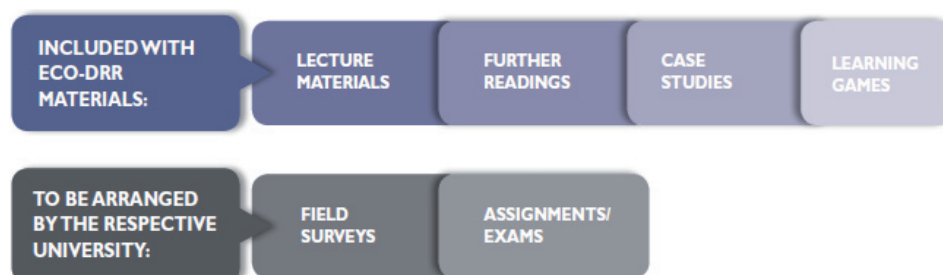 INCLUDED WITH
ECO-DRR
MATERIALS:
LECTURE
MATERIALS
FURTHER
READINGS
CASE
STUDIES
LEARNING
GAMES
TO BE ARRANGED
BY THE RESPECTIVE
UNIVERSITY:
FIELD
SURVEYS
ASSIGNMENTS/
EXAMS